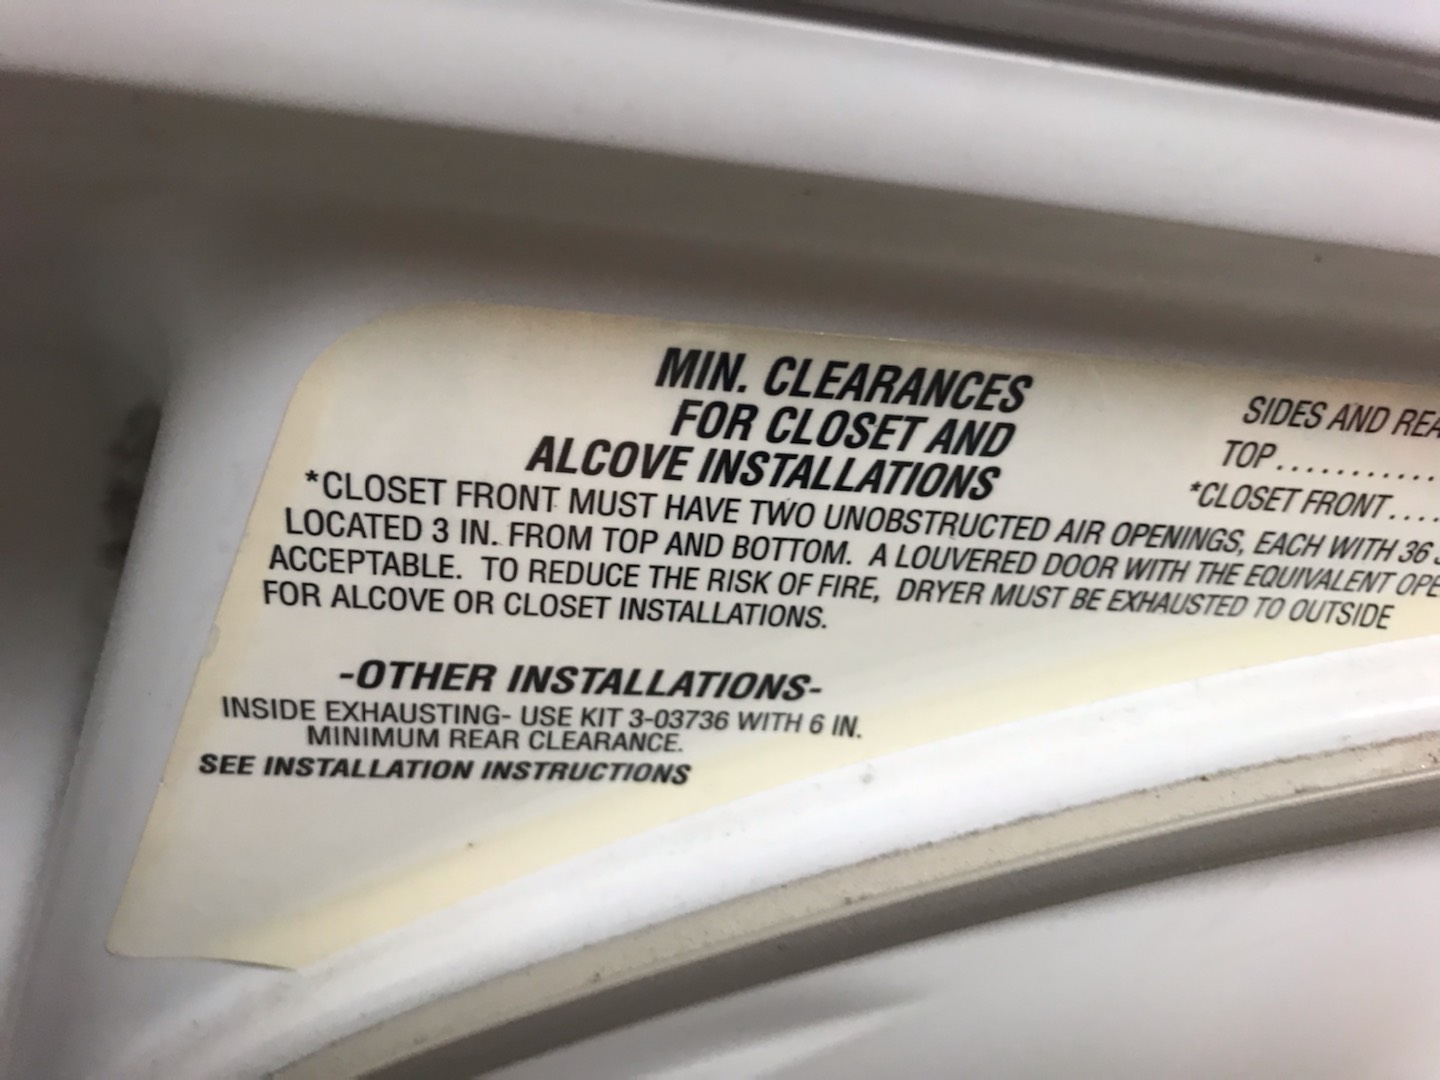 MIN. CLEARANCES
FOR CLOSET AND
ALCOVE INSTALLATIONS
SIDES AND
TOP............
*CLOSET FRONT....
*CLOSET FRONT MUST HAVE TWO UNOBSTRUCTED AIR OPENINGS, EACH WITH 36
LOCATED 3 IN. FROM TOP AND BOTTOM. A LOUVERED DOOR WITH THE EQUIVALENT
ACCEPTABLE. TO REDUCE THE RISK OF FIRE, DRYER MUST BE EXHAUSTED TO OUTSIDE
FOR ALCOVE OR CLOSET INSTALLATIONS.
-OTHER INSTALLATIONS-
INSIDE EXHAUSTING- USE KIT 3-03736 WITH 6 IN.
MINIMUM REAR CLEARANCE.
SEE INSTALLATION INSTRUCTIONS